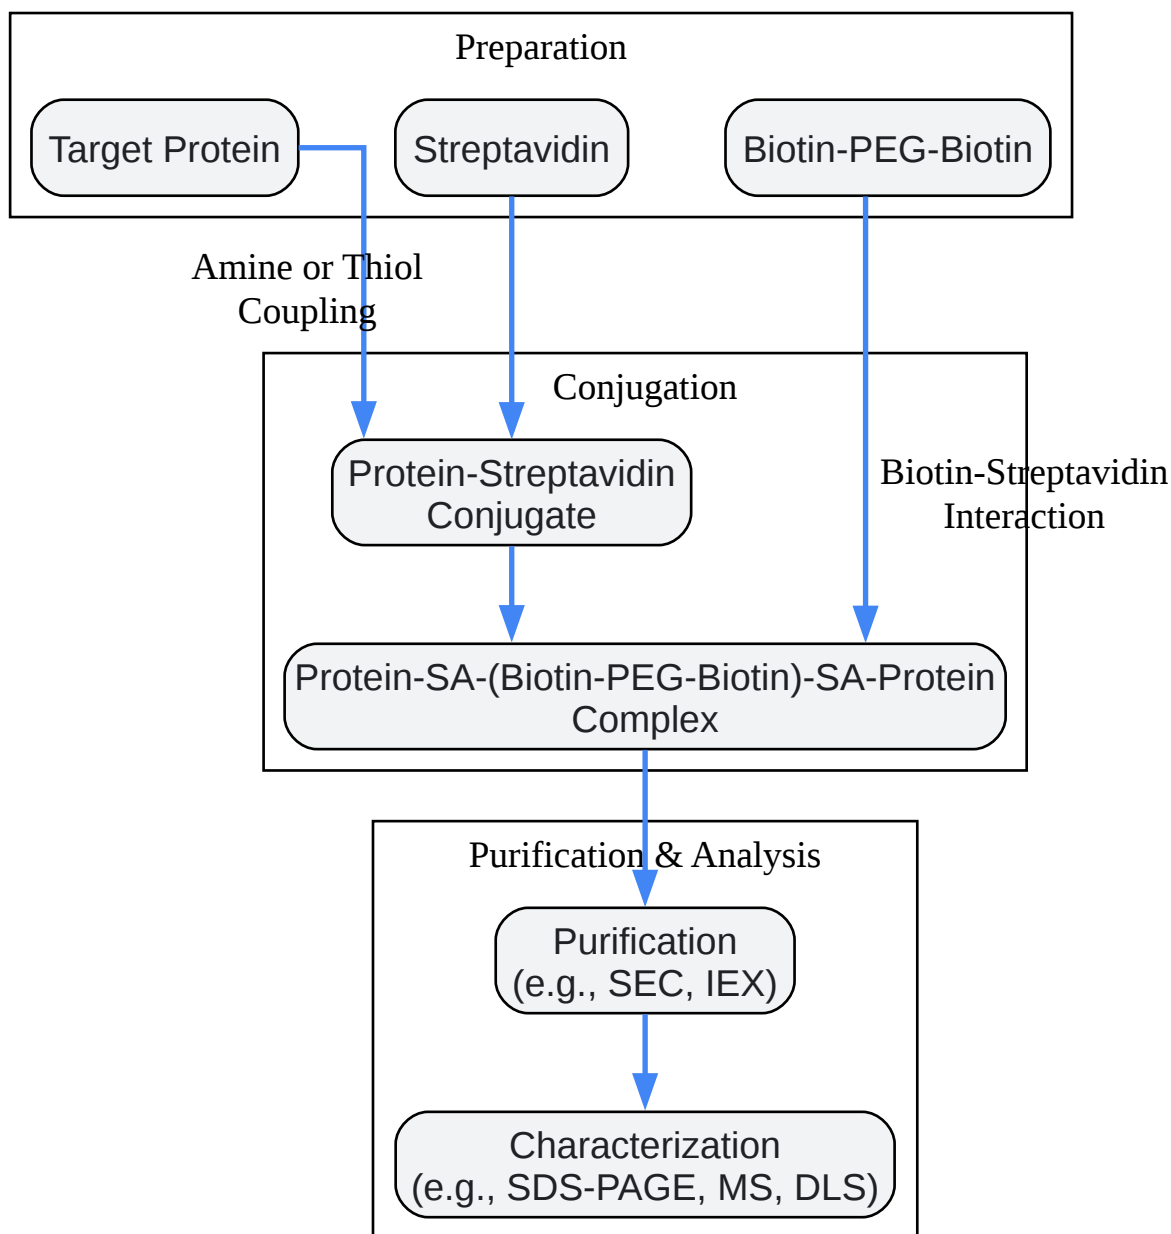 Preparation
Target Protein
Streptavidin
Biotin-PEG-Biotin
Amine or Thiol
Coupling
Conjugation
Protein-Streptavidin
Conjugate
Biotin-Streptavidin
Interaction
Protein-SA-(Biotin-PEG-Biotin)-SA-Protein
Complex
Purification & Analysis
Purification
(e.g., SEC, IEX)
Characterization
(e.g., SDS-PAGE, MS, DLS)